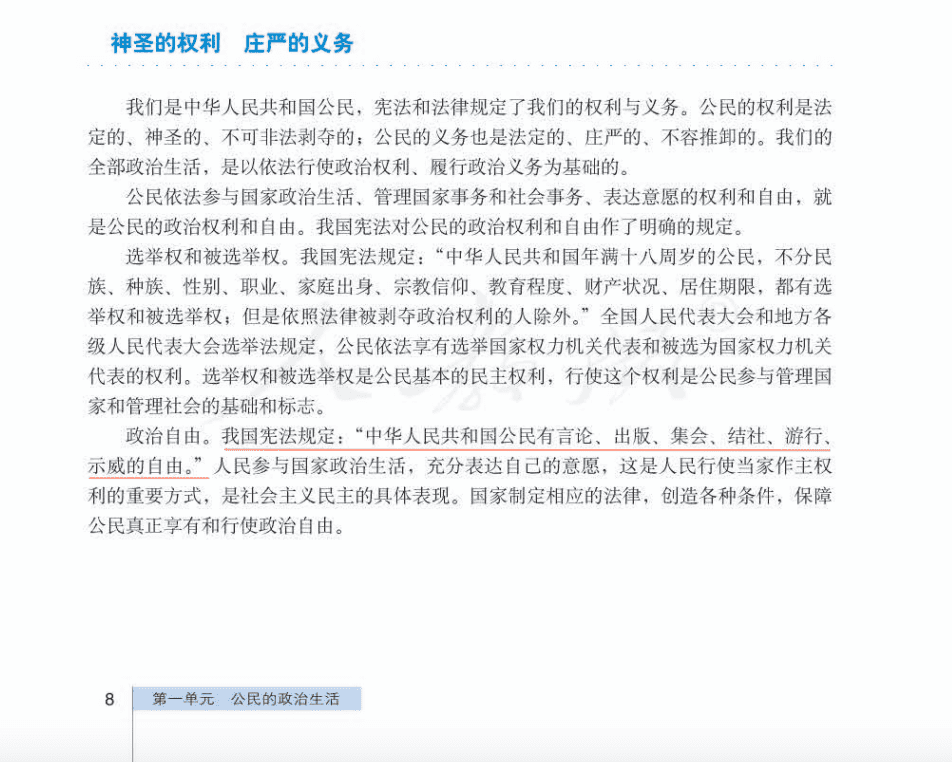 神圣的权利　庄严的义务
我们是中华人民共和国公民，宪法和法律规定了我们的权利与义务。公民的权利是法
定的、神圣的、不可非法剥夺的；公民的义务也是法定的、庄严的、不容推卸的。我们的
全部政治生活，是以依法行使政治权利、履行政治义务为基础的。
公民依法参与国家政治生活、管理国家事务和社会事务、表达意愿的权利和自由，就
是公民的政治权利和自由。我国宪法对公民的政治权利和自由作了明确的规定。
选举权和被选举权。我国宪法规定：“中华人民共和国年满十八周岁的公民，不分民
族、种族、性别、职业、家庭出身、宗教信仰、教育程度、财产状况、居住期限，都有选
举权和被选举权；但是依照法律被剥夺政治权利的人除外。”全国人民代表大会和地方各
级人民代表大会选举法规定，公民依法享有选举国家权力机关代表和被选为国家权力机关
代表的权利。选举权和被选举权是公民基本的民主权利，行使这个权利是公民参与管理国
家和管理社会的基础和标志。
政治自由。我国宪法规定：“中华人民共和国公民有言论、出版、集会、结社、游行、
示威的自由。”人民参与国家政治生活，充分表达自己的意愿，这是人民行使当家作主权
利的重要方式，是社会主义民主的具体表现。国家制定相应的法律，创造各种条件，保障
公民真正享有和行使政治自由。
8　第一单元　公民的政治生活